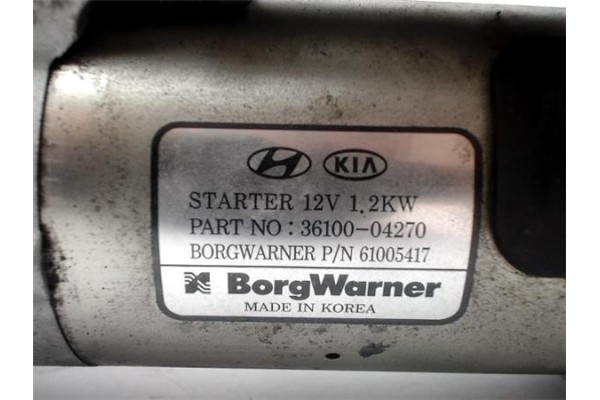 KIA
STARTER 12V 1.2KW
PART NO : 36100-04270
BORGWARNER P/N 61005417
BorgWarner
MADE IN KOREA